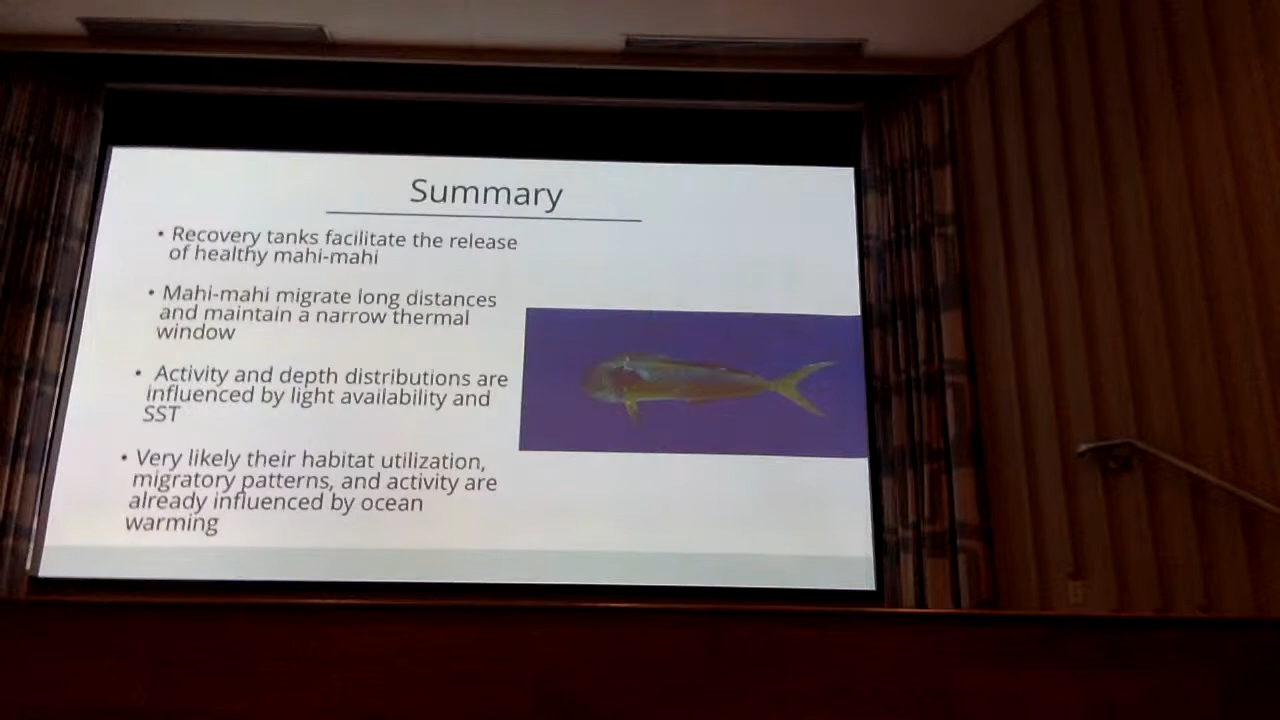 Summary
• Recovery tanks facilitate the release
of healthy mahi-mahi
• Mahi-mahi migrate long distances
and maintain a narrow thermal
window
• Activity and depth distributions are
influenced by light availability and
SST
• Very likely their habitat utilization,
migratory patterns, and activity are
already influenced by ocean
warming